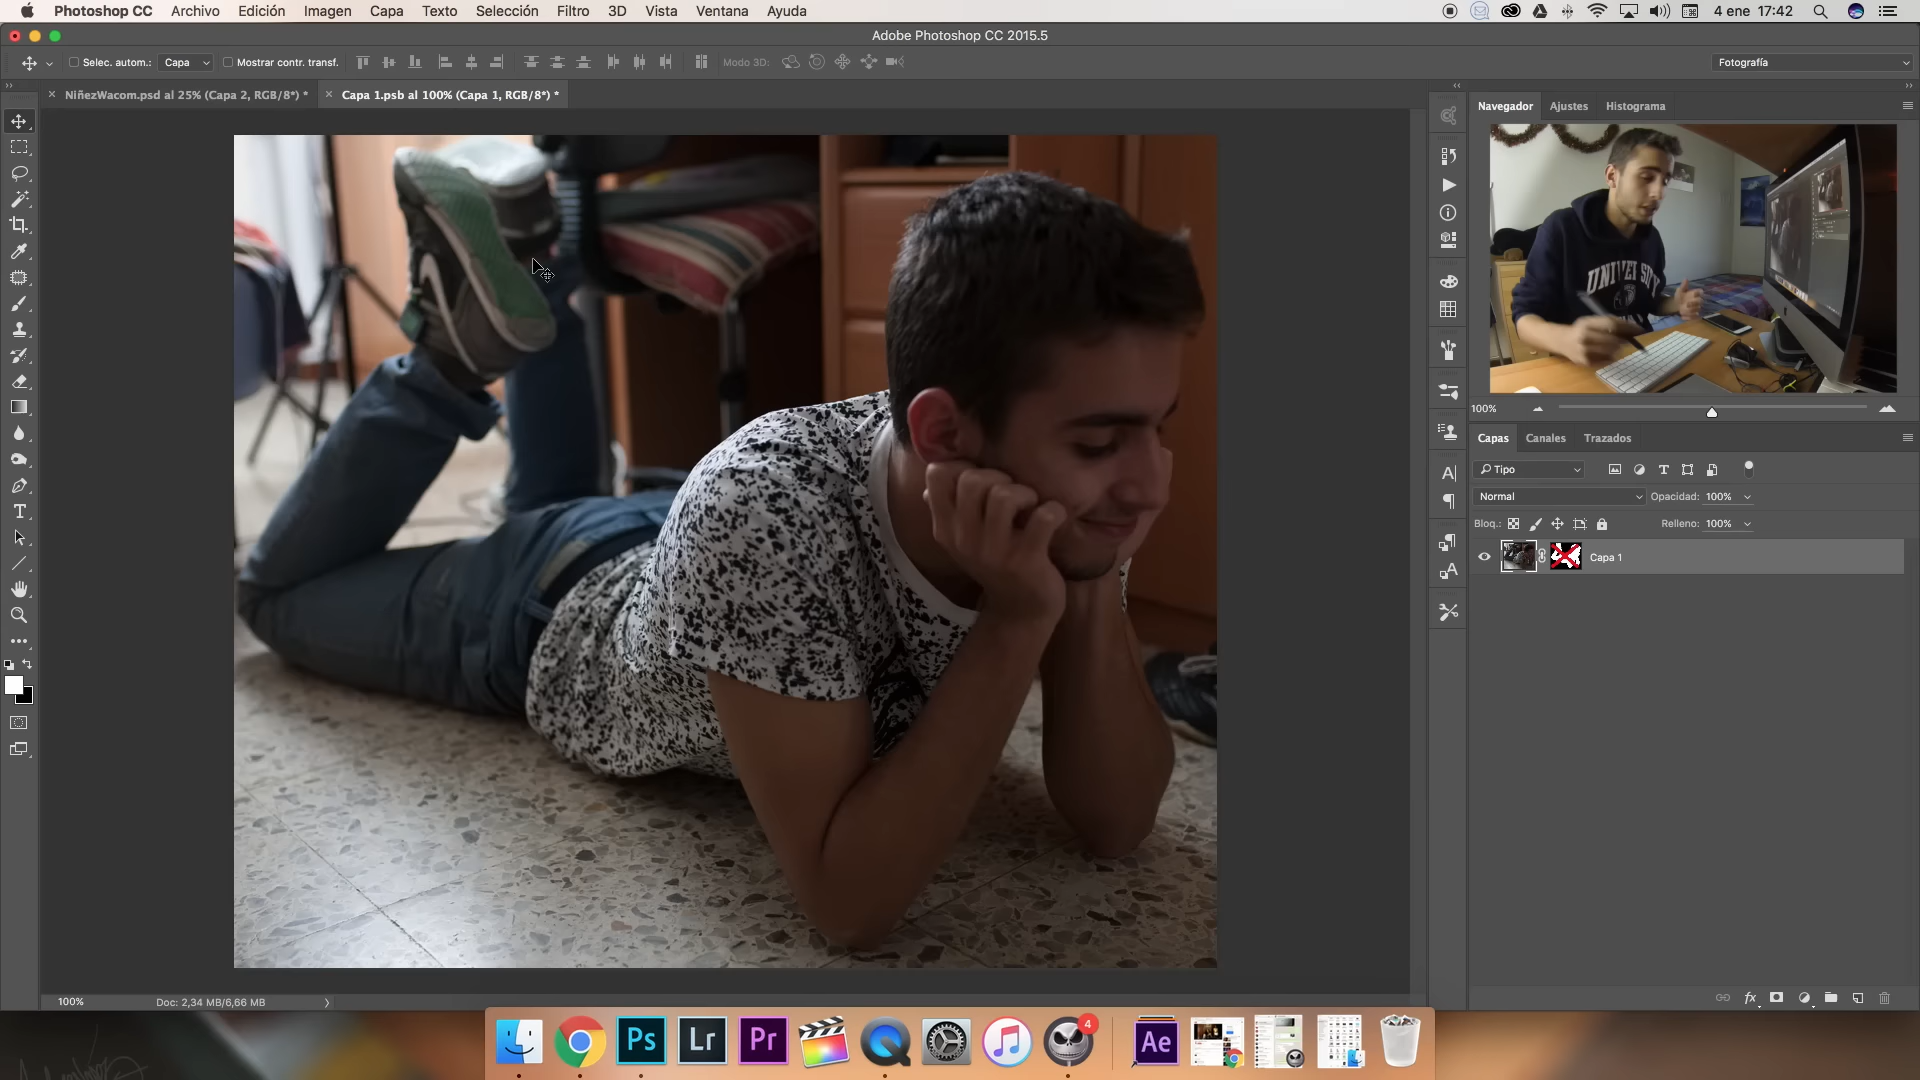 Photoshop CC Archivo Edición Imagen Capa Texto Selección Filtro 3D Vista Ventana Ayuda 4 ene 17:42
Adobe Photoshop CC 2015.5
Selec. autom.: Capa Mostrar contr. transf. Modo 3D: Fotografía
NiñezWacom.psd al 25% (Capa 2, RGB/8*) * Capa 1.psb al 100% (Capa 1, RGB/8*) *
Navegador Ajustes Histograma
100%
Capas Canales Trazados
Tipo
Normal Opacidad: 100%
Bloq.: Relleno: 100%
Capa 1
fx
100% Doc: 2,34 MB/6,66 MB
Ps Lr Pr 4 Ae